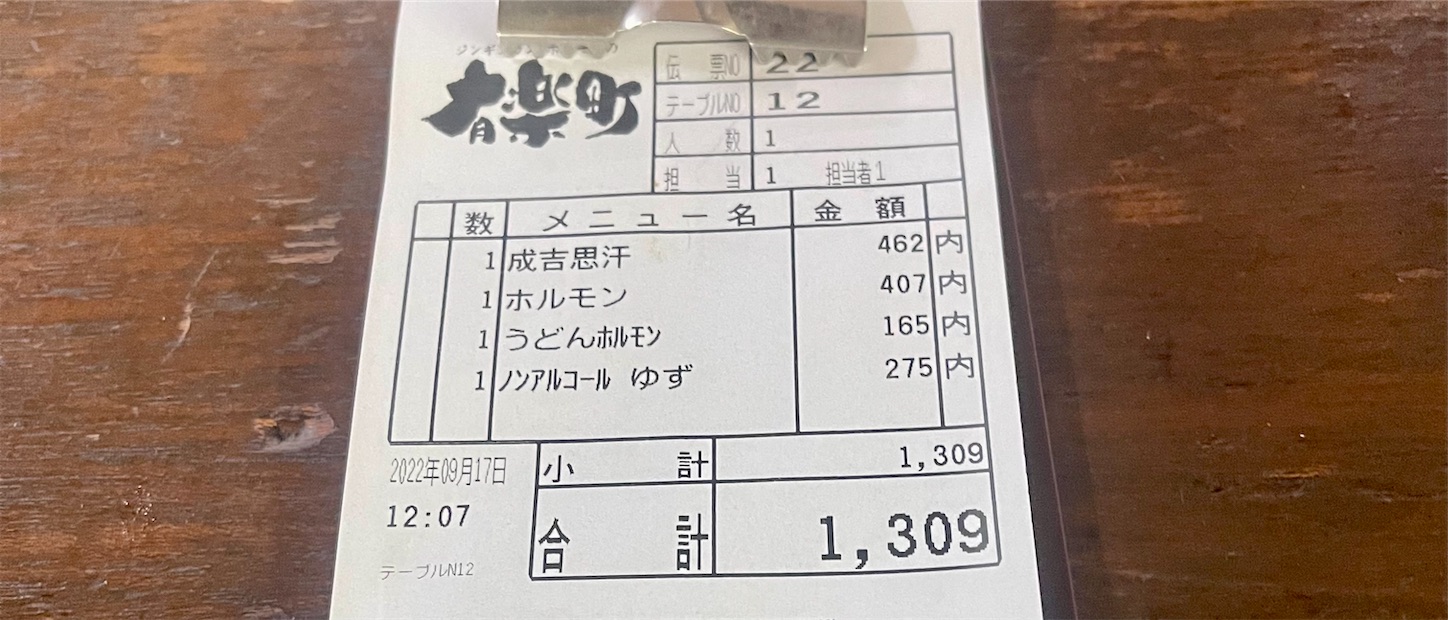 有楽町
伝票NO 22
テーブルNO 12
人数 1
担当 1 担当者1
数 メニュー名 金額
1 成吉思汗 462 内
1 ホルモン 407 内
1 うどんホルモン 165 内
1 ノンアルコール ゆず 275 内
小計 1,309
2022年09月17日
12:07
合計 1,309
テーブルN12